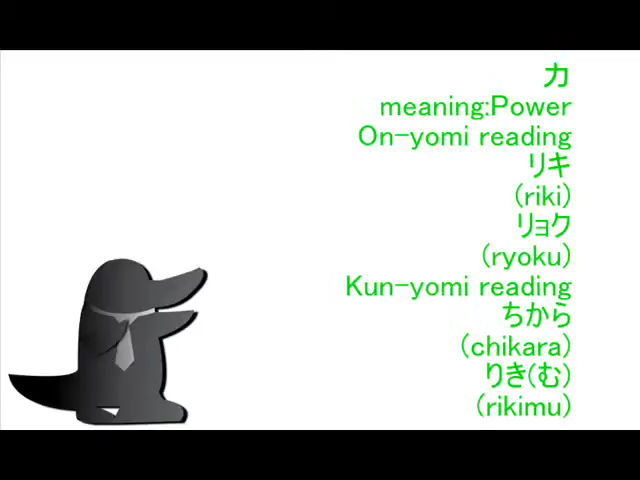 力
meaning:Power
On-yomi reading
リキ
(riki)
リョク
(ryoku)
Kun-yomi reading
ちから
(chikara)
りき(む)
(rikimu)